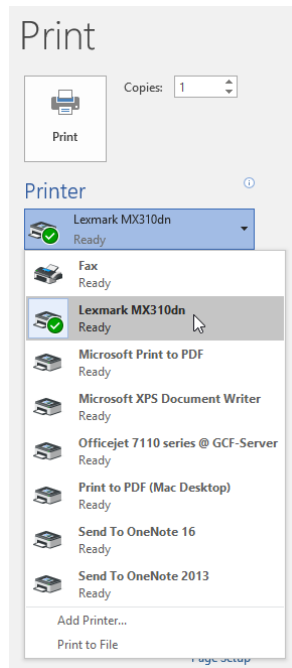 Print
Copies: 1
Print
Printer
Lexmark MX310dn
Ready
Fax
Ready
Lexmark MX310dn
Ready
Microsoft Print to PDF
Ready
Microsoft XPS Document Writer
Ready
Officejet 7110 series @ GCF-Server
Ready
Print to PDF (Mac Desktop)
Ready
Send To OneNote 16
Ready
Send To OneNote 2013
Ready
Add Printer...
Print to File
Page Setup